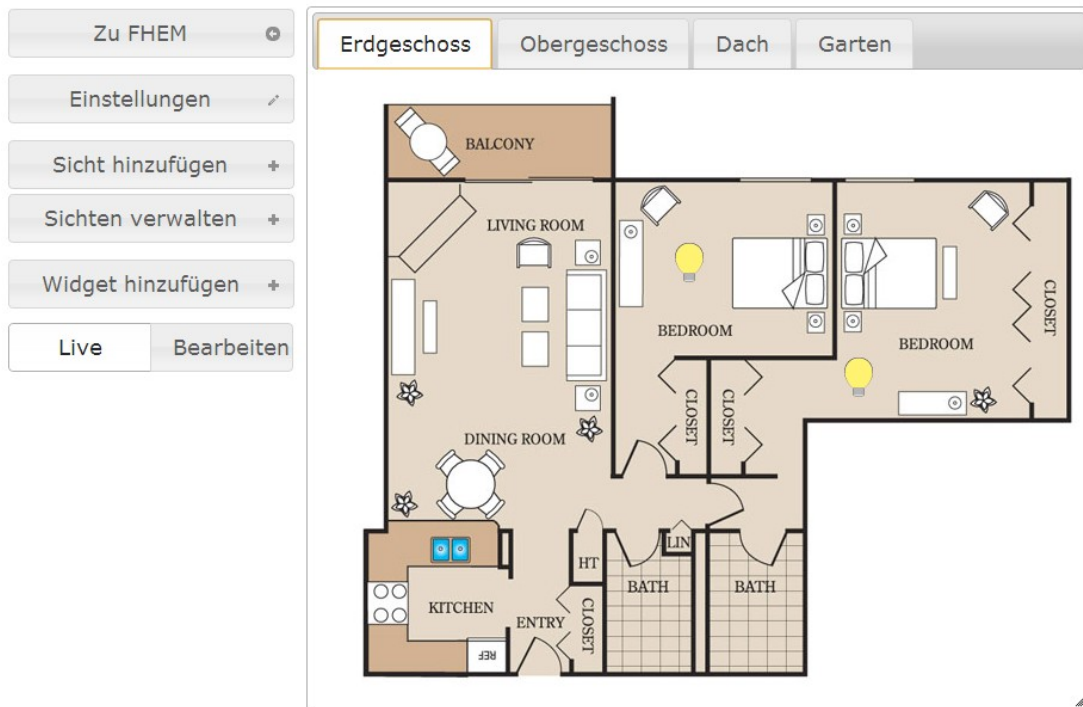 Zu FHEM
Einstellungen
Sicht hinzufügen
Sichten verwalten
Widget hinzufügen
Live
Bearbeiten
Erdgeschoss
Obergeschoss
Dach
Garten
BALCONY
LIVING ROOM
BEDROOM
BEDROOM
CLOSET
CLOSET
CLOSET
DINING ROOM
LIN
HT
BATH
BATH
KITCHEN
ENTRY
CLOSET
REF